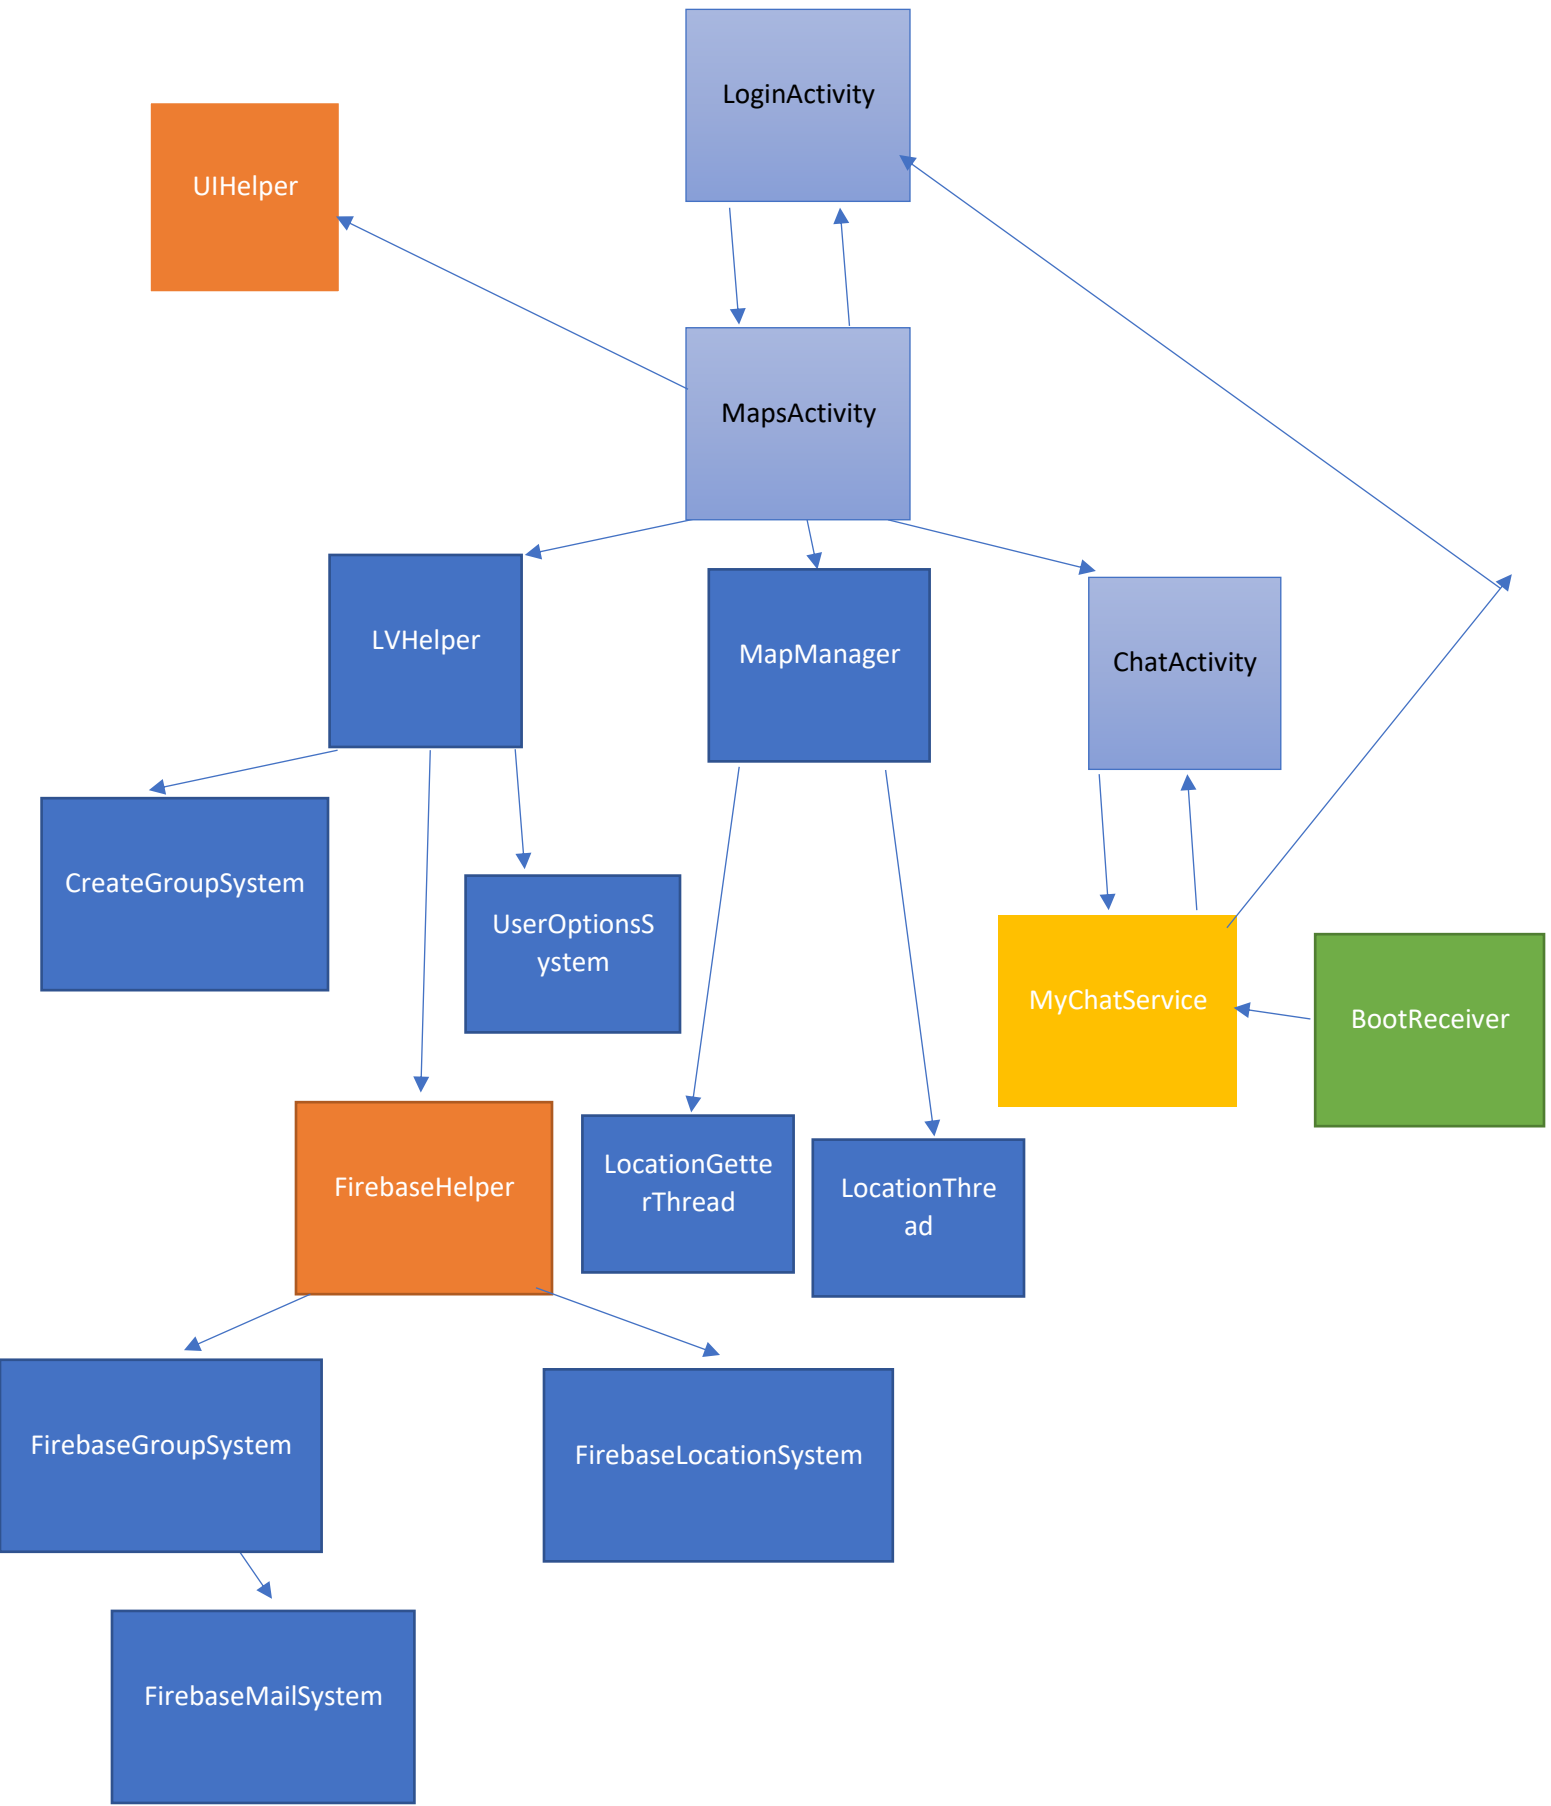 LoginActivity
UIHelper
MapsActivity
LVHelper
MapManager
ChatActivity
CreateGroupSystem
UserOptionsS
ystem
MyChatService
BootReceiver
FirebaseHelper
LocationGette
rThread
LocationThre
ad
FirebaseGroupSystem
FirebaseLocationSystem
FirebaseMailSystem